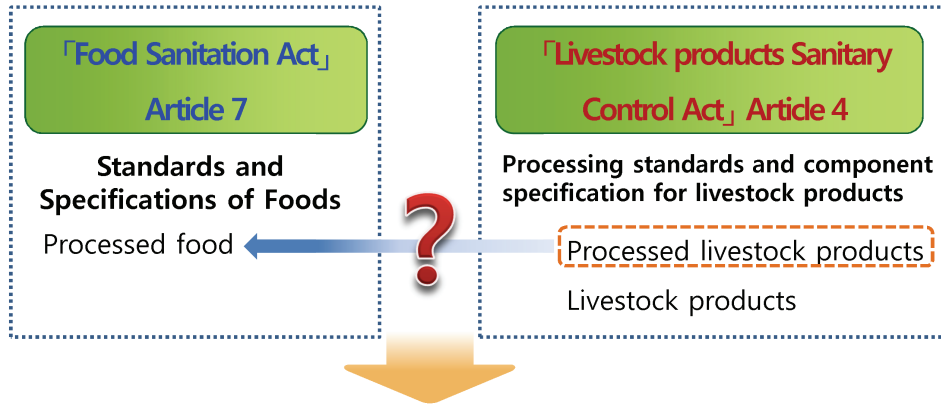 「Food Sanitation Act」
Article 7
Standards and
Specifications of Foods
Processed food
?
「Livestock products Sanitary
Control Act」 Article 4
Processing standards and component
specification for livestock products
Processed livestock products
Livestock products